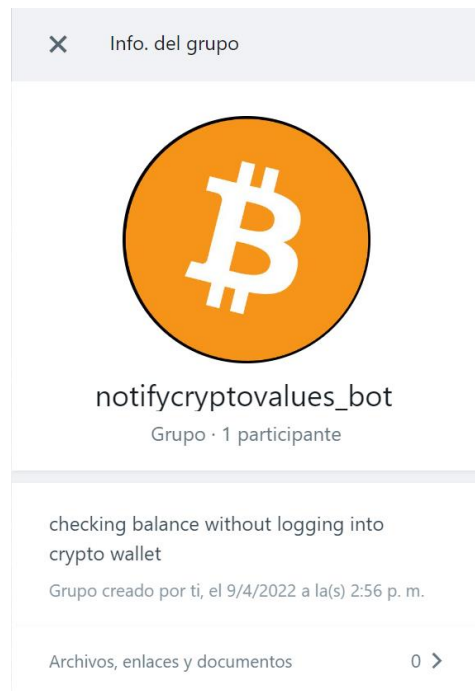 Info. del grupo
notifycryptovalues_bot
Grupo · 1 participante
checking balance without logging into
crypto wallet
Grupo creado por ti, el 9/4/2022 a la(s) 2:56 p. m.
Archivos, enlaces y documentos 0